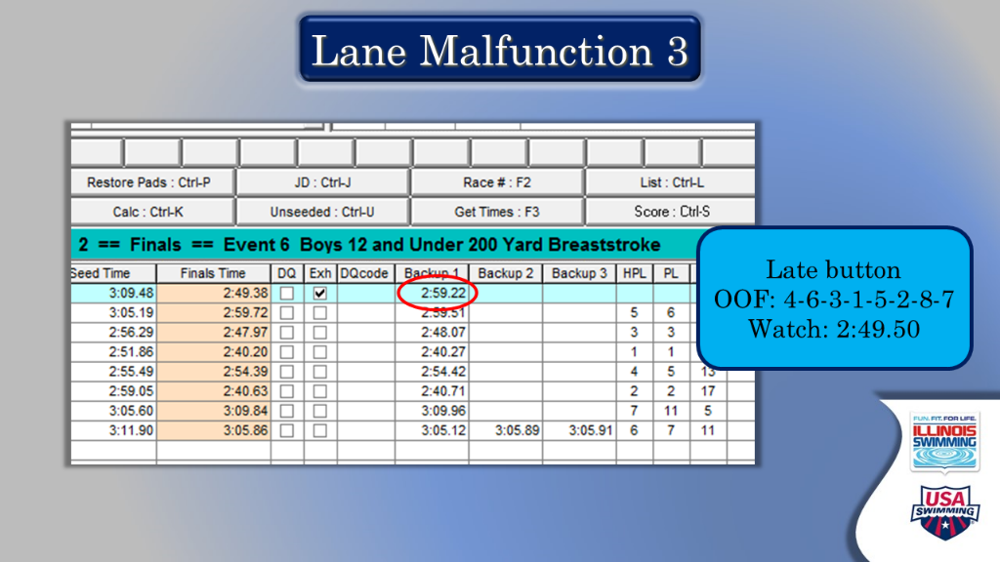 Lane Malfunction 3
Restore Pads : Ctrl-P JD : Ctrl-J Race # : F2 List : Ctrl-L
Calc : Ctrl-K Unseeded : Ctrl-U Get Times : F3 Score : Ctrl-S
2 == Finals == Event 6 Boys 12 and Under 200 Yard Breaststroke
Seed Time Finals Time DQ Exh DQcode Backup 1 Backup 2 Backup 3 HPL PL
3:09.48 2:49.38 2:59.22
3:05.19 2:59.72 2:59.51 5 6
2:56.29 2:47.97 2:48.07 3 3
2:51.86 2:40.20 2:40.27 1 1
2:55.49 2:54.39 2:54.42 4 5 13
2:59.05 2:40.63 2:40.71 2 2 17
3:05.60 3:09.84 3:09.96 7 11 5
3:11.90 3:05.86 3:05.12 3:05.89 3:05.91 6 7 11
Late button
OOF: 4-6-3-1-5-2-8-7
Watch: 2:49.50
FUN. FIT. FOR LIFE.
ILLINOIS
SWIMMING
USA
SWIMMING